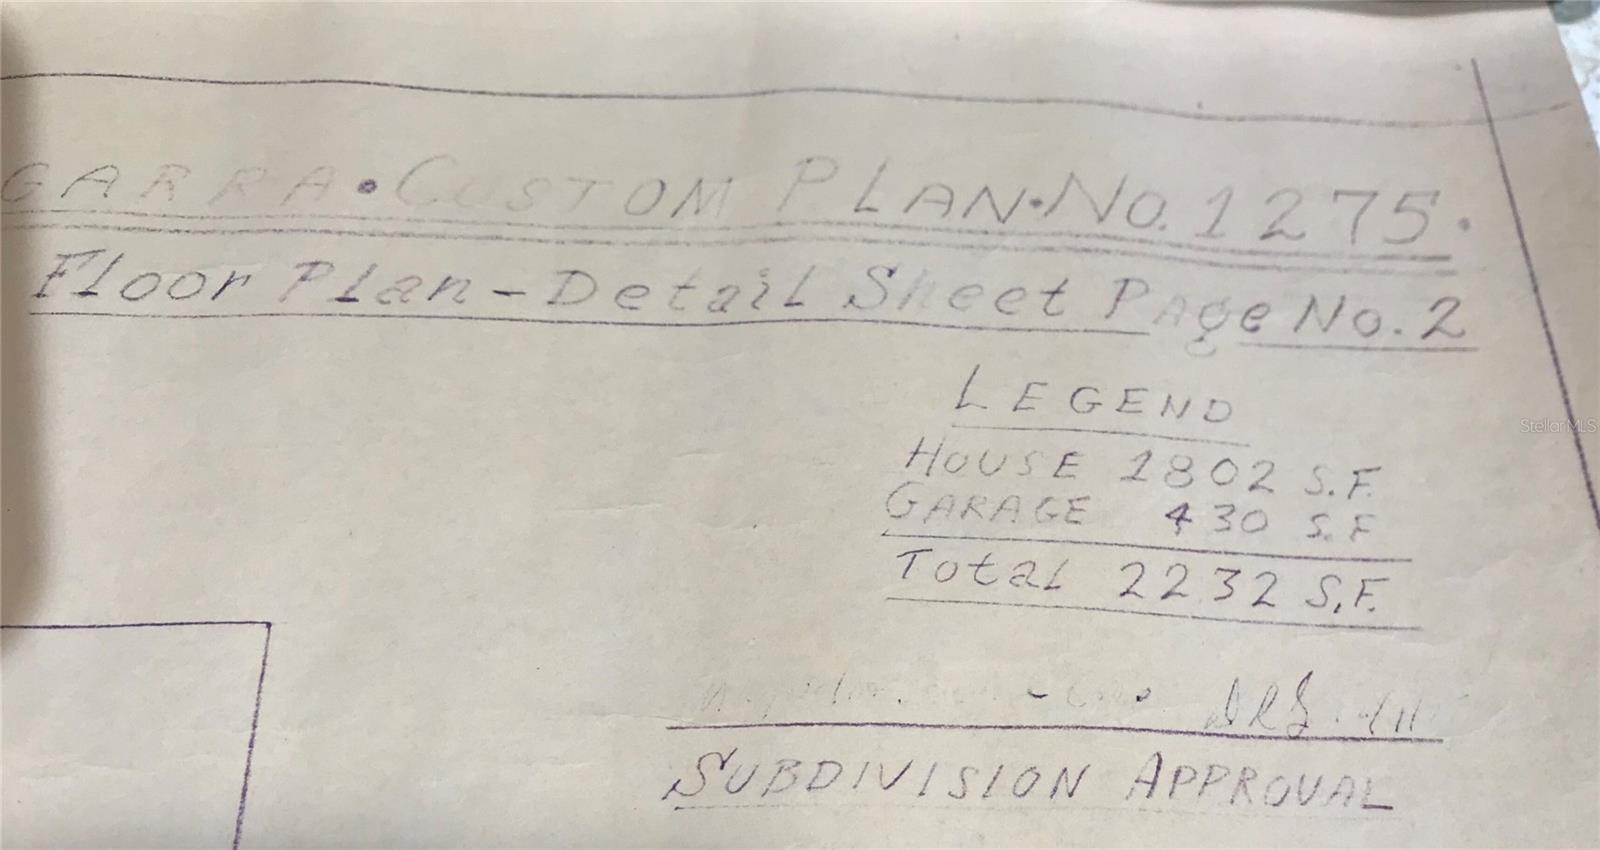 GARRA • CUSTOM PLAN • No. 1275.
Floor Plan - Detail Sheet Page No. 2
LEGEND
HOUSE 1802 S.F.
GARAGE 430 S.F
Total 2232 S.F.
SUBDIVISION APPROVAL
StellarMLS